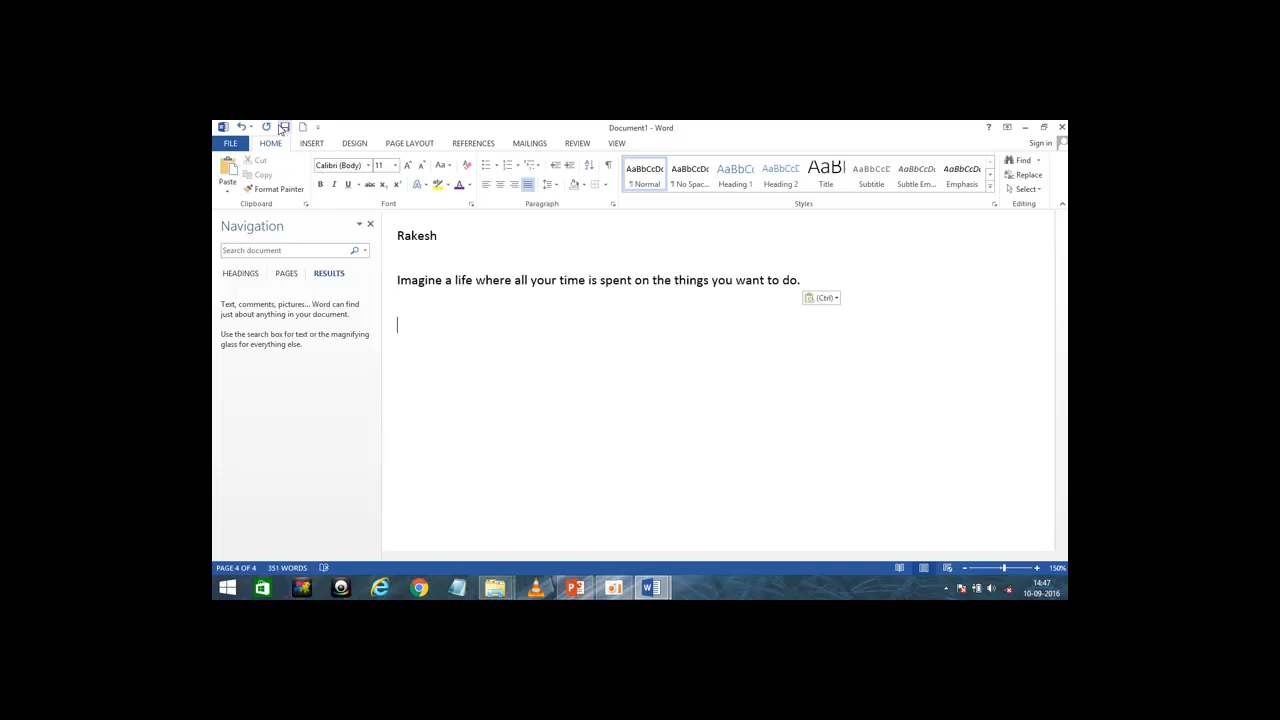 Document1 - Word
?
FILE HOME INSERT DESIGN PAGE LAYOUT REFERENCES MAILINGS REVIEW VIEW Sign in
Paste Cut
Copy
Format Painter
Clipboard
Calibri (Body) 11 Aa
B I U abc x₂ x² A A
Font
Paragraph
AaBbCcDc AaBbCcDc AaBbCc AaBbCcC AaBl AaBbCcC AaBbCcDc AaBbCcDc
¶ Normal ¶ No Spac... Heading 1 Heading 2 Title Subtitle Subtle Em... Emphasis
Styles
Find
Replace
Select
Editing
Navigation
Search document
HEADINGS PAGES RESULTS
Text, comments, pictures... Word can find
just about anything in your document.
Use the search box for text or the magnifying
glass for everything else.
Rakesh
Imagine a life where all your time is spent on the things you want to do.
(Ctrl)
PAGE 4 OF 4 351 WORDS 150%
14:47
10-09-2016